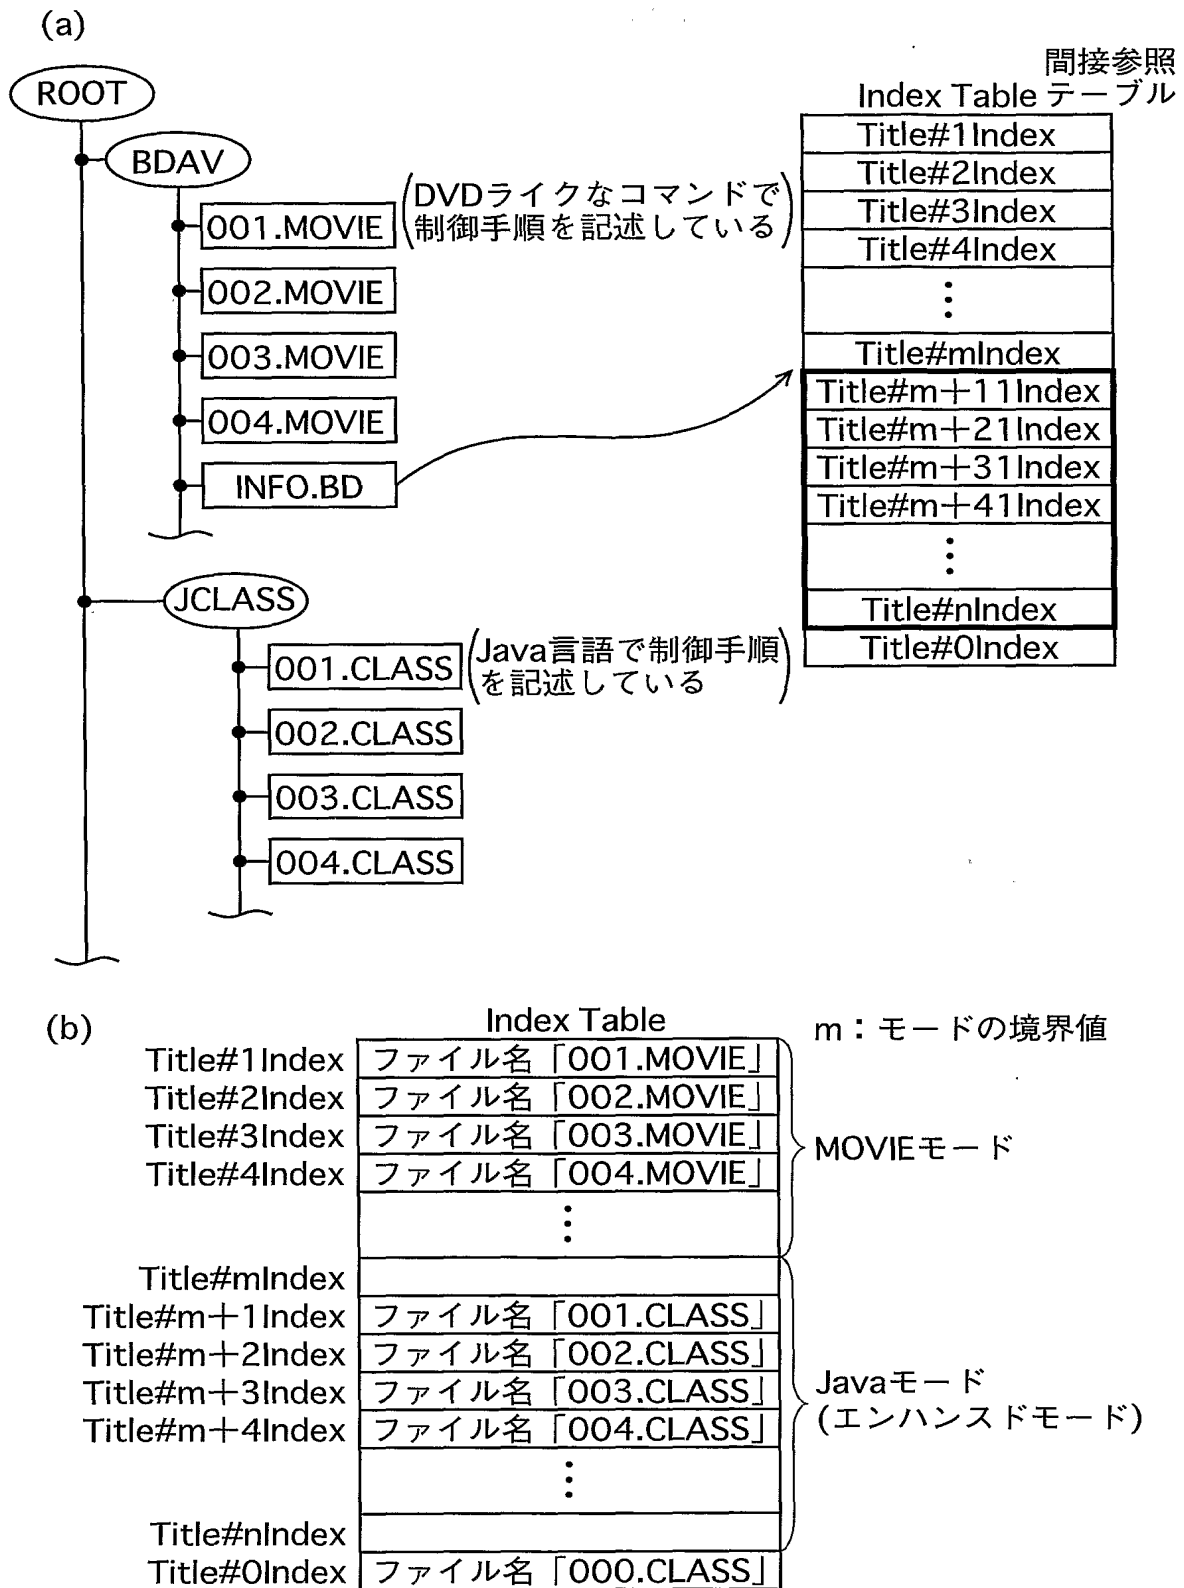 (a)
ROOT
BDAV
001.MOVIE
(DVDライクなコマンドで
制御手順を記述している)
002.MOVIE
003.MOVIE
004.MOVIE
INFO.BD
JCLASS
001.CLASS
(Java言語で制御手順
を記述している)
002.CLASS
003.CLASS
004.CLASS
間接参照
Index Table テーブル
Title#1Index
Title#2Index
Title#3Index
Title#4Index
⋮
Title#mIndex
Title#m+11Index
Title#m+21Index
Title#m+31Index
Title#m+41Index
⋮
Title#nIndex
Title#0Index
(b)
Index Table
m：モードの境界値
Title#1Index ファイル名「001.MOVIE」
Title#2Index ファイル名「002.MOVIE」
Title#3Index ファイル名「003.MOVIE」
Title#4Index ファイル名「004.MOVIE」
⋮
MOVIEモード
Title#mIndex
Title#m+1Index ファイル名「001.CLASS」
Title#m+2Index ファイル名「002.CLASS」
Title#m+3Index ファイル名「003.CLASS」
Title#m+4Index ファイル名「004.CLASS」
⋮
Javaモード
(エンハンスドモード)
Title#nIndex
Title#0Index ファイル名「000.CLASS」